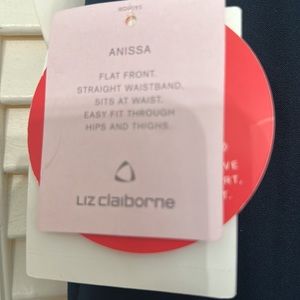 ANISSA
FLAT FRONT.
STRAIGHT WAISTBAND.
SITS AT WAIST.
EASY FIT THROUGH
HIPS AND THIGHS.
LIZ CLAIBORNE